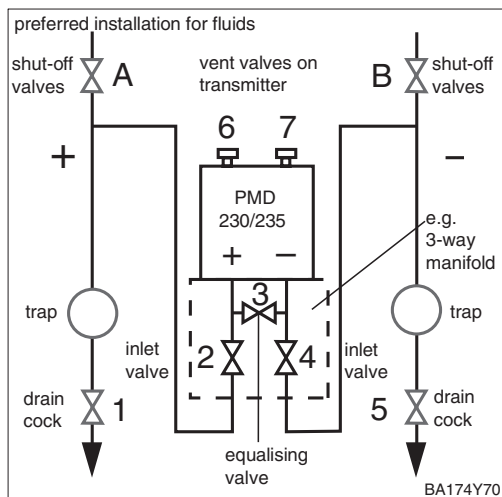 preferred installation for fluids
shut-off
valves
A
vent valves on
transmitter
B
shut-off
valves
6
7
+
−
PMD
230/235
+ −
e.g.
3-way
manifold
3
trap
trap
2
4
inlet
valve
inlet
valve
drain
cock
1
5
drain
cock
equalising
valve
BA174Y70